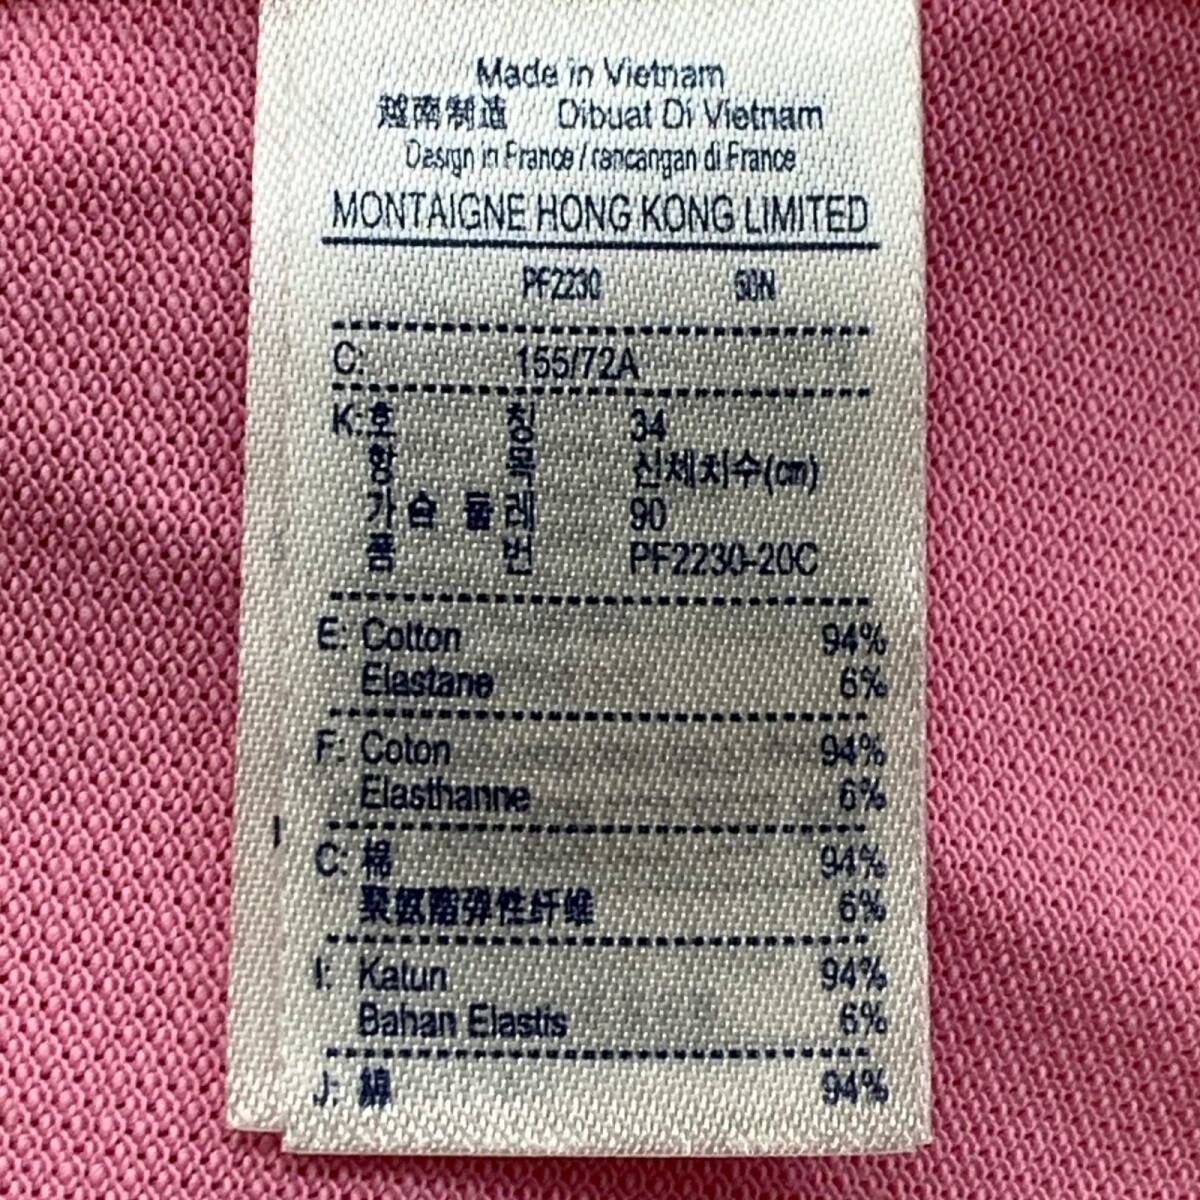 Made in Vietnam
越南制造 Dibuat Di Vietnam
Design in France / rancangan di France
MONTAIGNE HONG KONG LIMITED
PF2230
C: 155/72A
K: 호 칭 34
항 목 신체치수(cm)
가 슴 둘 레 90
품 번 PF2230-20C
E: Cotton 94%
Elastane 6%
F: Coton 94%
Elasthanne 6%
C: 棉 94%
聚氨酯弹性纤维 6%
I: Katun 94%
Bahan Elastis 6%
J: 綿 94%